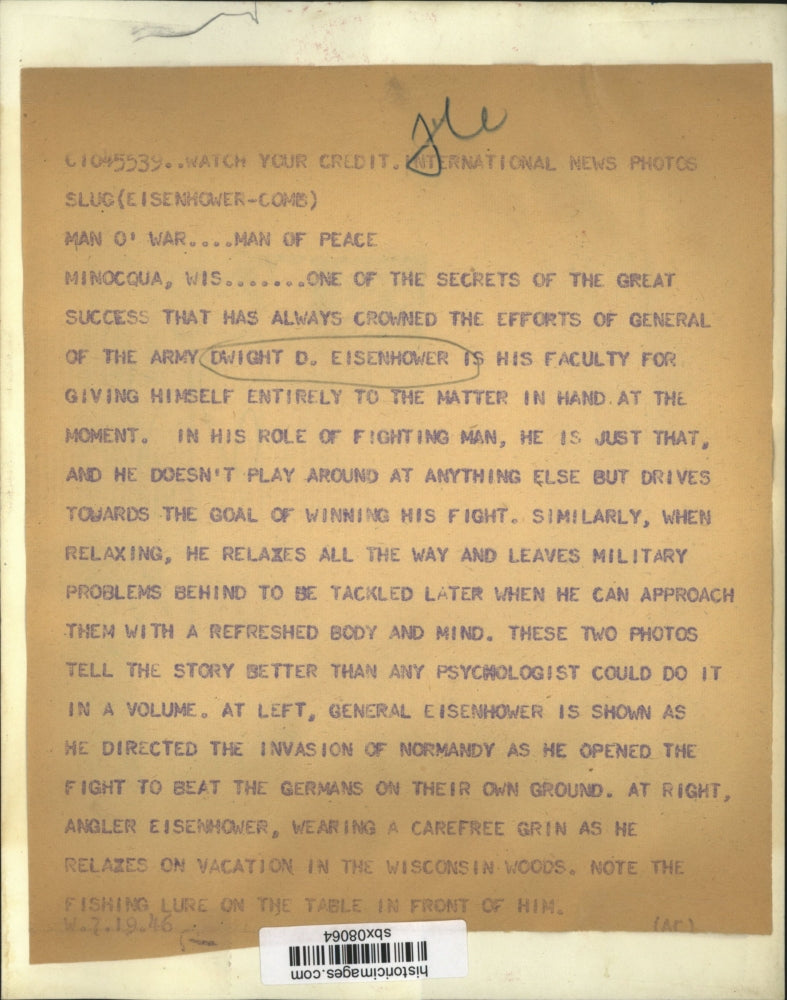 file
C1045539..WATCH YOUR CREDIT.INTERNATIONAL NEWS PHOTOS
SLUG(EISENHOWER-COMB)
MAN O' WAR....MAN OF PEACE
MINOCQUA, WIS.......ONE OF THE SECRETS OF THE GREAT
SUCCESS THAT HAS ALWAYS CROWNED THE EFFORTS OF GENERAL
OF THE ARMY DWIGHT D. EISENHOWER IS HIS FACULTY FOR
GIVING HIMSELF ENTIRELY TO THE MATTER IN HAND AT THE
MOMENT. IN HIS ROLE OF FIGHTING MAN, HE IS JUST THAT,
AND HE DOESN'T PLAY AROUND AT ANYTHING ELSE BUT DRIVES
TOWARDS THE GOAL OF WINNING HIS FIGHT. SIMILARLY, WHEN
RELAXING, HE RELAXES ALL THE WAY AND LEAVES MILITARY
PROBLEMS BEHIND TO BE TACKLED LATER WHEN HE CAN APPROACH
THEM WITH A REFRESHED BODY AND MIND. THESE TWO PHOTOS
TELL THE STORY BETTER THAN ANY PSYCHOLOGIST COULD DO IT
IN A VOLUME. AT LEFT, GENERAL EISENHOWER IS SHOWN AS
HE DIRECTED THE INVASION OF NORMANDY AS HE OPENED THE
FIGHT TO BEAT THE GERMANS ON THEIR OWN GROUND. AT RIGHT,
ANGLER EISENHOWER, WEARING A CAREFREE GRIN AS HE
RELAXES ON VACATION IN THE WISCONSIN WOODS. NOTE THE
FISHING LURE ON THE TABLE IN FRONT OF HIM.
W.7.19.46 (AC)
historicimages.com
sbx08064